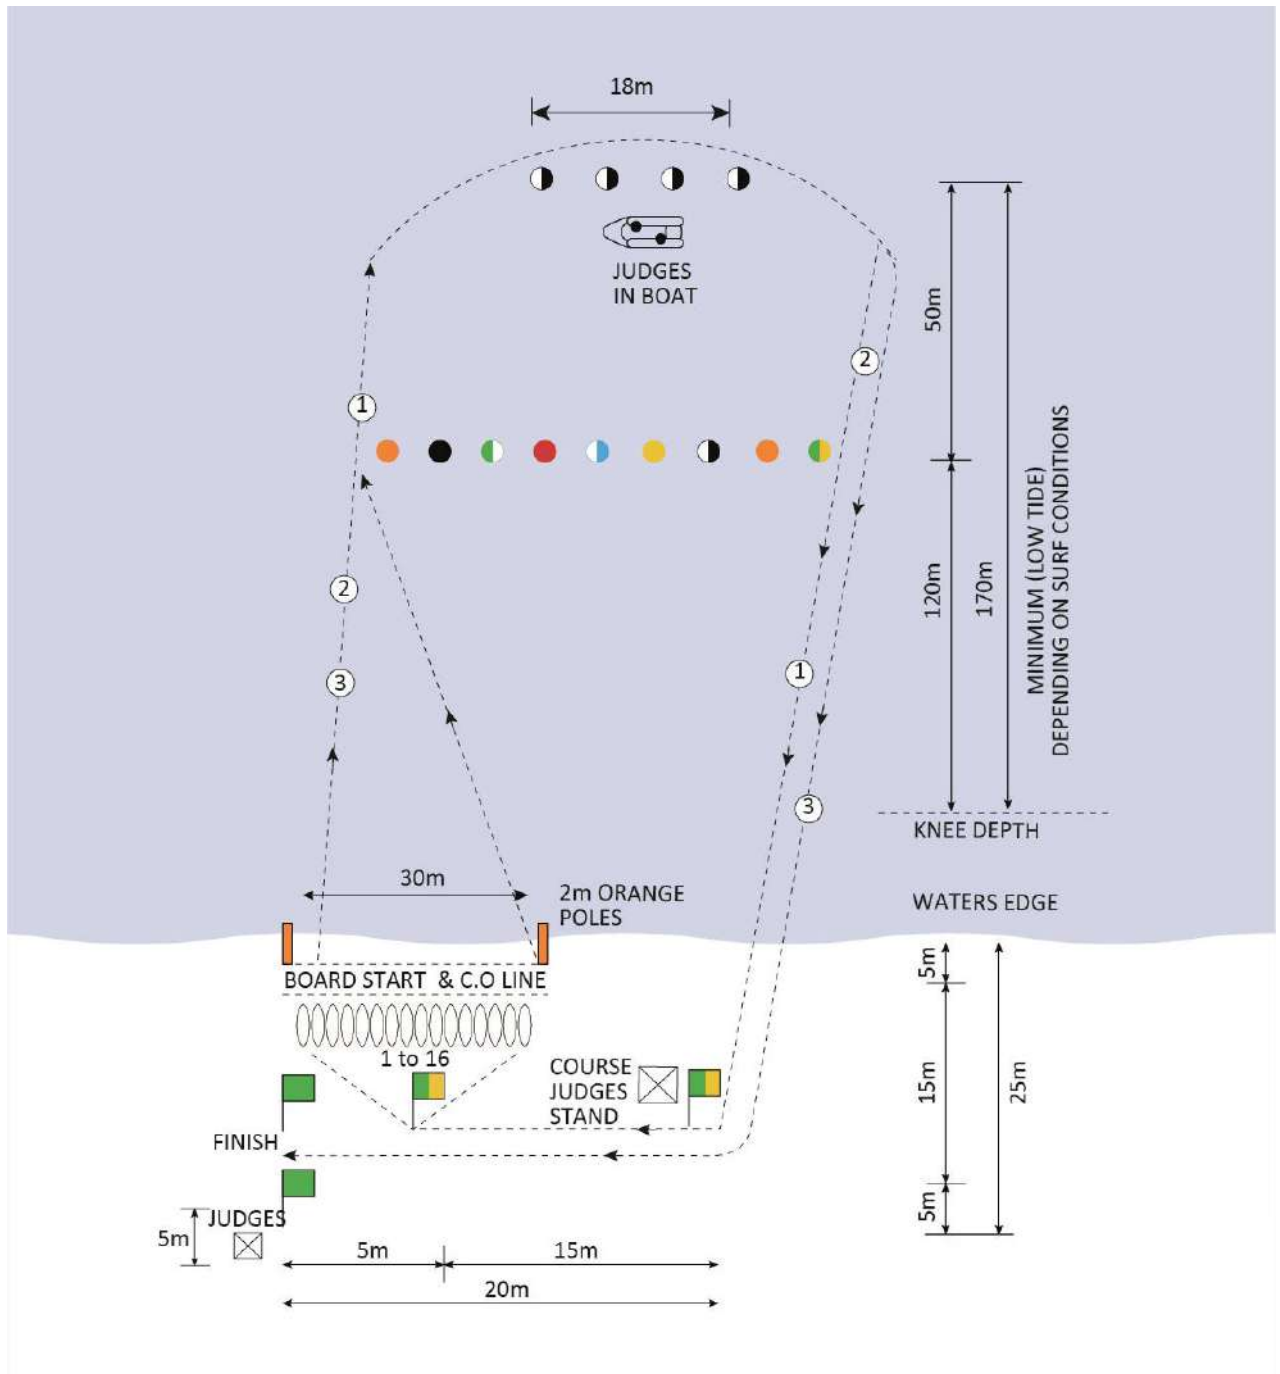 18m
JUDGES
IN BOAT
50m
2
1
MINIMUM (LOW TIDE)
DEPENDING ON SURF CONDITIONS
120m
170m
2
1
3
3
KNEE DEPTH
30m
2m ORANGE
POLES
WATERS EDGE
BOARD START & C.O LINE
5m
1 to 16
COURSE
JUDGES
STAND
15m
25m
FINISH
5m
JUDGES
5m
5m
15m
20m